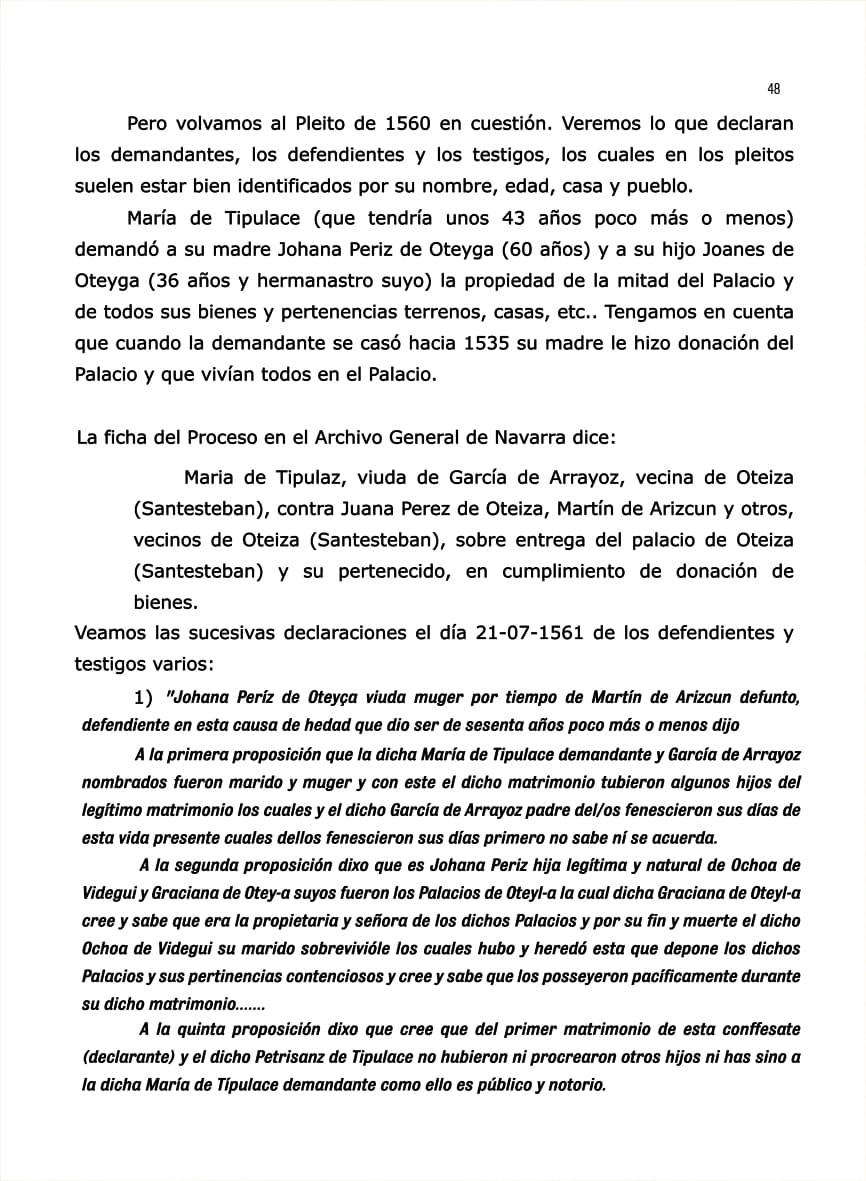 48
Pero volvamos al Pleito de 1560 en cuestión. Veremos lo que declaran
los demandantes, los defendientes y los testigos, los cuales en los pleitos
suelen estar bien identificados por su nombre, edad, casa y pueblo.
María de Tipulace (que tendría unos 43 años poco más o menos)
demandó a su madre Johana Periz de Oteyga (60 años) y a su hijo Joanes de
Oteyga (36 años y hermanastro suyo) la propiedad de la mitad del Palacio y
de todos sus bienes y pertenencias terrenos, casas, etc.. Tengamos en cuenta
que cuando la demandante se casó hacia 1535 su madre le hizo donación del
Palacio y que vivían todos en el Palacio.
La ficha del Proceso en el Archivo General de Navarra dice:
Maria de Tipulaz, viuda de García de Arrayoz, vecina de Oteiza
(Santesteban), contra Juana Perez de Oteiza, Martín de Arizcun y otros,
vecinos de Oteiza (Santesteban), sobre entrega del palacio de Oteiza
(Santesteban) y su pertenecido, en cumplimiento de donación de
bienes.
Veamos las sucesivas declaraciones el día 21-07-1561 de los defendientes y
testigos varios:
1) "Johana Períz de Oteyça viuda muger por tiempo de Martín de Arizcun defunto,
defendiente en esta causa de hedad que dio ser de sesenta años poco más o menos dijo
A la primera proposición que la dicha María de Tipulace demandante y García de Arrayoz
nombrados fueron marido y muger y con este el dicho matrimonio tubieron algunos hijos del
legítimo matrimonio los cuales y el dicho García de Arrayoz padre del/os fenescieron sus días de
esta vida presente cuales dellos fenescieron sus días primero no sabe ní se acuerda.
A la segunda proposición dixo que es Johana Periz hija legítima y natural de Ochoa de
Videgui y Graciana de Otey-a suyos fueron los Palacios de Oteyl-a la cual dicha Graciana de Oteyl-a
cree y sabe que era la propietaria y señora de los dichos Palacios y por su fin y muerte el dicho
Ochoa de Videgui su marido sobrevivióle los cuales hubo y heredó esta que depone los dichos
Palacios y sus pertinencias contenciosos y cree y sabe que los posseyeron pacíficamente durante
su dicho matrimonio.......
A la quinta proposición dixo que cree que del primer matrimonio de esta conffesate
(declarante) y el dicho Petrisanz de Tipulace no hubieron ni procrearon otros hijos ni has sino a
la dicha María de Típulace demandante como ello es público y notorio.